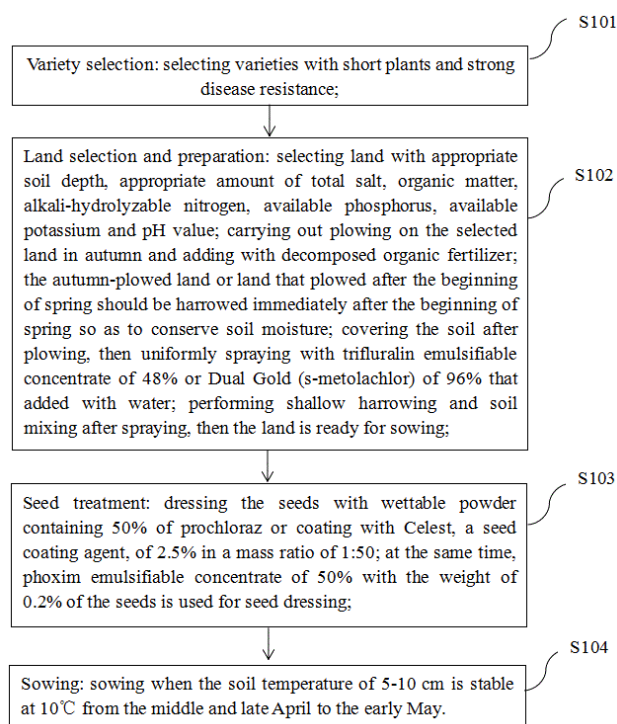 S101
Variety selection: selecting varieties with short plants and strong
disease resistance;
S102
Land selection and preparation: selecting land with appropriate
soil depth, appropriate amount of total salt, organic matter,
alkali-hydrolyzable nitrogen, available phosphorus, available
potassium and pH value; carrying out plowing on the selected
land in autumn and adding with decomposed organic fertilizer;
the autumn-plowed land or land that plowed after the beginning
of spring should be harrowed immediately after the beginning of
spring so as to conserve soil moisture; covering the soil after
plowing, then uniformly spraying with trifluralin emulsifiable
concentrate of 48% or Dual Gold (s-metolachlor) of 96% that
added with water; performing shallow harrowing and soil
mixing after spraying, then the land is ready for sowing;
S103
Seed treatment: dressing the seeds with wettable powder
containing 50% of prochloraz or coating with Celest, a seed
coating agent, of 2.5% in a mass ratio of 1:50; at the same time,
phoxim emulsifiable concentrate of 50% with the weight of
0.2% of the seeds is used for seed dressing;
S104
Sowing: sowing when the soil temperature of 5-10 cm is stable
at 10℃ from the middle and late April to the early May.